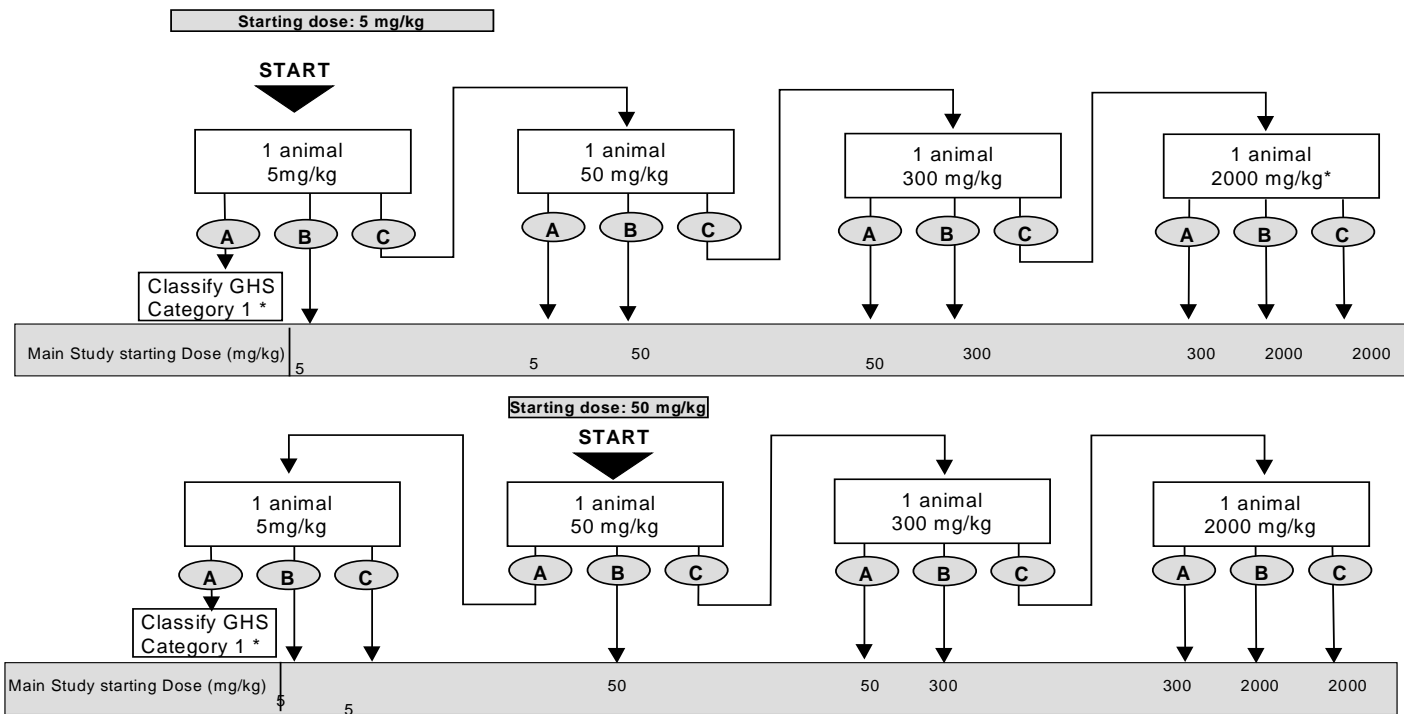 Starting dose: 5 mg/kg
START
1 animal
5mg/kg
1 animal
50 mg/kg
1 animal
300 mg/kg
1 animal
2000 mg/kg*
A B C A B C A B C A B C
Classify GHS
Category 1 *
Main Study starting Dose (mg/kg) 5 5 50 50 300 300 2000 2000
Starting dose: 50 mg/kg
START
1 animal
5mg/kg
1 animal
50 mg/kg
1 animal
300 mg/kg
1 animal
2000 mg/kg
A B C A B C A B C A B C
Classify GHS
Category 1 *
Main Study starting Dose (mg/kg) 5 5 50 50 300 300 2000 2000